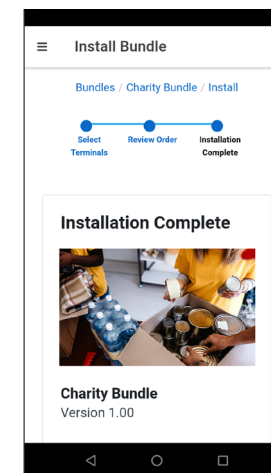 Install Bundle
Bundles / Charity Bundle / Install
Select Terminals
Review Order
Installation Complete
Installation Complete
Charity Bundle
Version 1.00